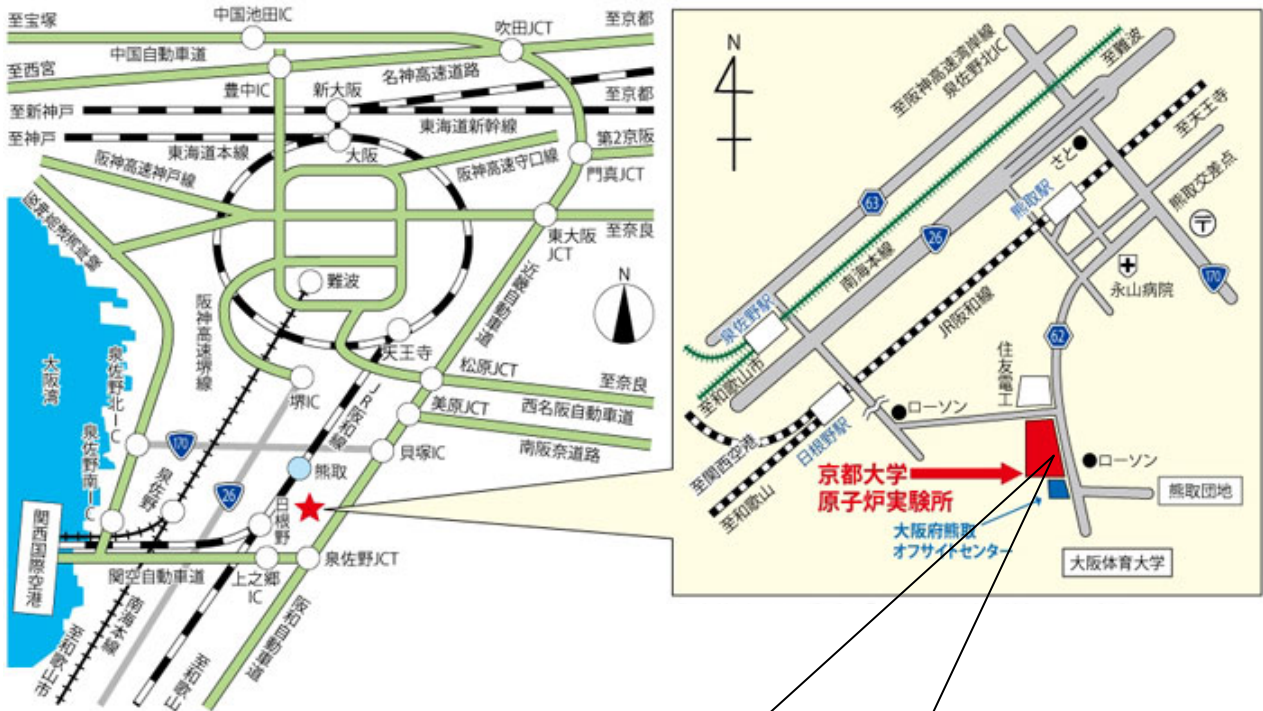 至宝塚
中国池田IC
吹田JCT
至京都
中国自動車道
至西宮
名神高速道路
豊中IC
新大阪
至京都
至新神戸
東海道新幹線
至神戸
東海道本線
大阪
第2京阪
阪神高速神戸線
阪神高速守口線
門真JCT
阪神高速湾岸線
東大阪
JCT
至奈良
近畿自動車道
難波
N
阪神高速堺線
天王寺
松原JCT
至奈良
西名阪自動車道
大阪湾
泉佐野北IC
堺IC
JR阪和線
美原JCT
南阪奈道路
170
貝塚IC
泉佐野南IC
泉佐野
26
熊取
日根野
関西国際空港
泉佐野JCT
関空自動車道
上之郷
IC
南海本線
至和歌山市
至和歌山
阪和自動車道
N
至阪神高速湾岸線
泉佐野北IC
至難波
至天王寺
さと
熊取駅
熊取交差点
63
26
南海本線
〒
170
永山病院
泉佐野駅
JR阪和線
62
至和歌山市
住友電工
ローソン
至関西空港
日根野駅
至和歌山
京都大学
原子炉実験所
ローソン
熊取団地
大阪府熊取
オフサイトセンター
大阪体育大学